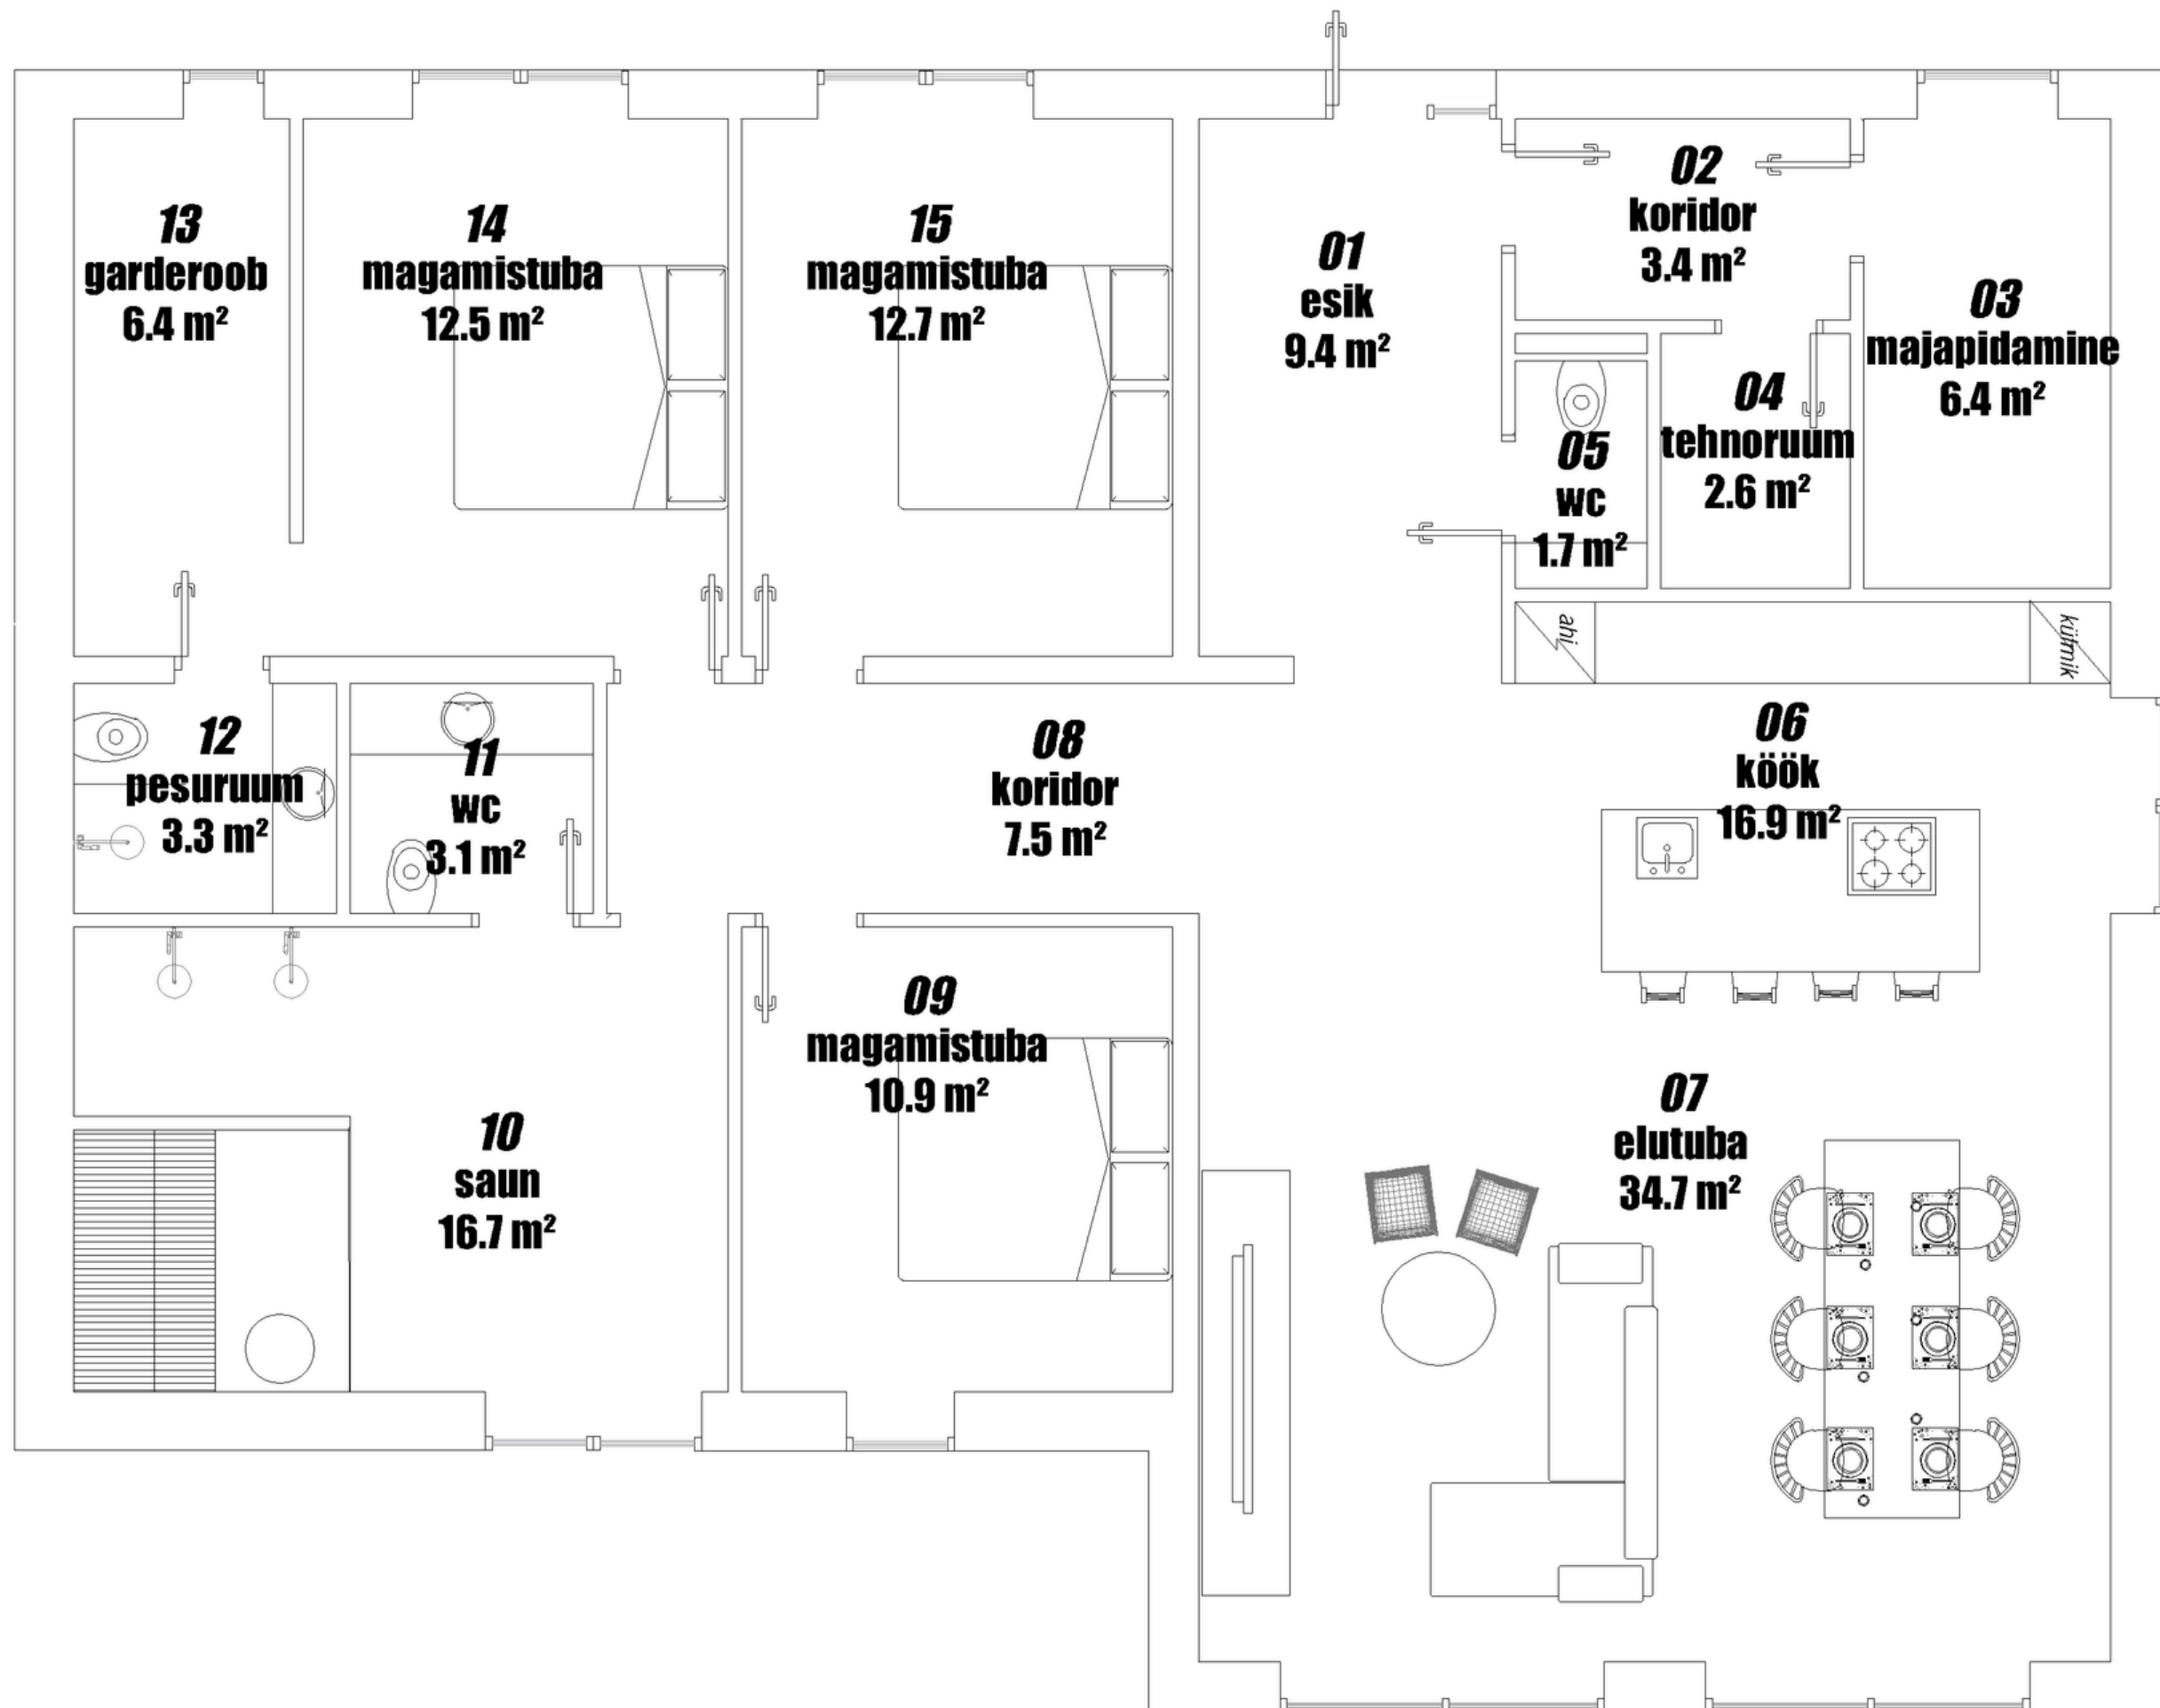 01
esik
9.4 m²
02
koridor
3.4 m²
03
majapidamine
6.4 m²
04
tehnoruum
2.6 m²
05
wc
1.7 m²
ahi
külmik
06
köök
16.9 m²
07
elutuba
34.7 m²
08
koridor
7.5 m²
09
magamistuba
10.9 m²
10
saun
16.7 m²
11
wc
3.1 m²
12
pesuruum
3.3 m²
13
garderoob
6.4 m²
14
magamistuba
12.5 m²
15
magamistuba
12.7 m²